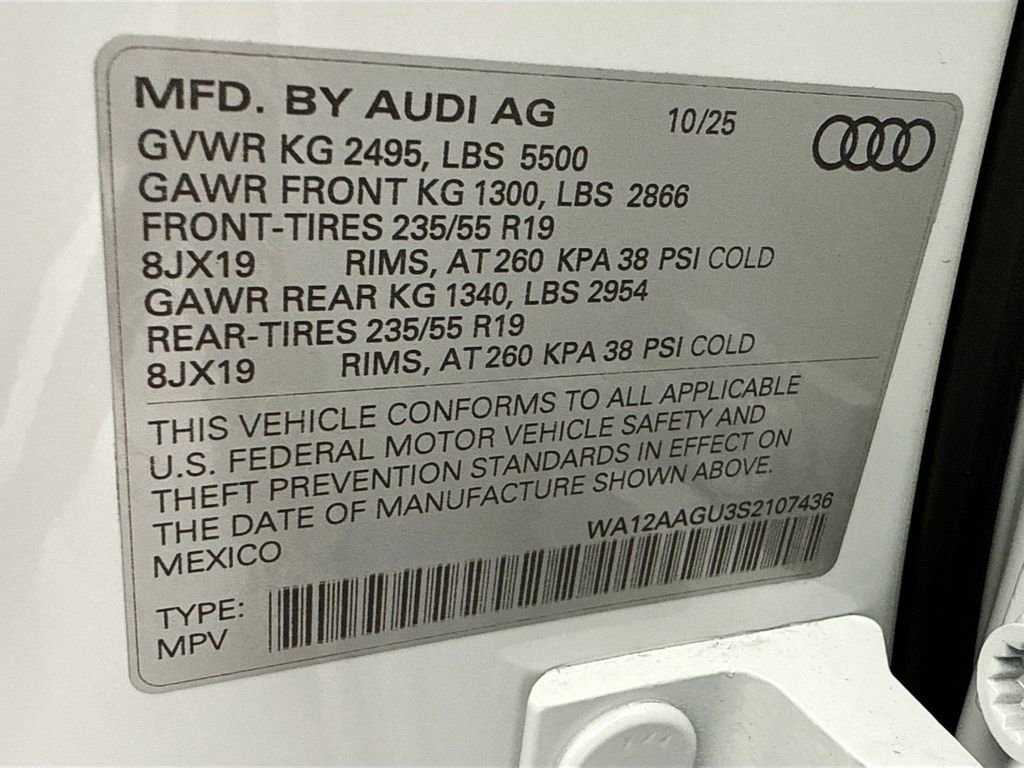 MFD. BY AUDI AG 10/25
GVWR KG 2495, LBS 5500
GAWR FRONT KG 1300, LBS 2866
FRONT-TIRES 235/55 R19
8JX19 RIMS, AT 260 KPA 38 PSI COLD
GAWR REAR KG 1340, LBS 2954
REAR-TIRES 235/55 R19
8JX19 RIMS, AT 260 KPA 38 PSI COLD
THIS VEHICLE CONFORMS TO ALL APPLICABLE
U.S. FEDERAL MOTOR VEHICLE SAFETY AND
THEFT PREVENTION STANDARDS IN EFFECT ON
THE DATE OF MANUFACTURE SHOWN ABOVE.
MEXICO WA12AAGU3S2107436
TYPE:
MPV